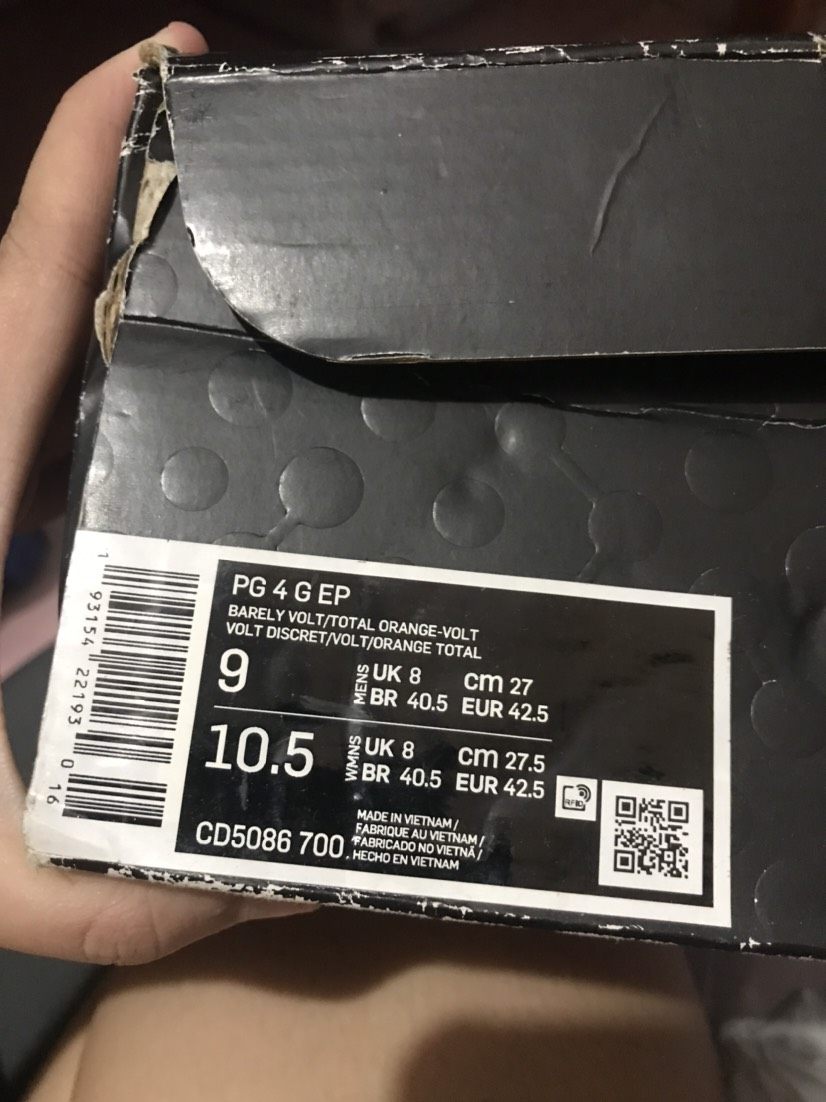 PG 4 G EP
BARELY VOLT/TOTAL ORANGE-VOLT
VOLT DISCRET/VOLT/ORANGE TOTAL
9 MENS UK 8 cm 27
BR 40.5 EUR 42.5
10.5 WMNS UK 8 cm 27.5
BR 40.5 EUR 42.5
RFID
CD5086 700
MADE IN VIETNAM /
FABRIQUE AU VIETNAM /
FABRICADO NO VIETNÃ /
HECHO EN VIETNAM
1 93154 22193 0 16